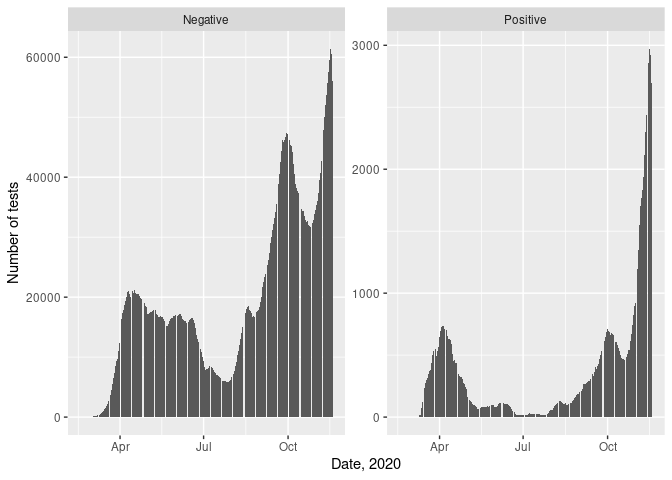 Negative
Positive
Number of tests
60000
40000
20000
0
3000
2000
1000
0
Apr
Jul
Oct
Apr
Jul
Oct
Date, 2020